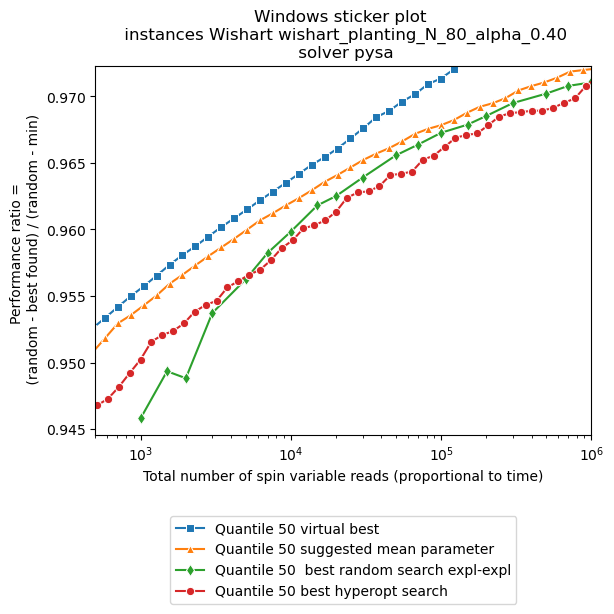 Windows sticker plot
instances Wishart wishart_planting_N_80_alpha_0.40
solver pysa
Performance ratio =
(random - best found) / (random - min)
0.970
0.965
0.960
0.955
0.950
0.945
10³
10⁴
10⁵
10⁶
Total number of spin variable reads (proportional to time)
Quantile 50 virtual best
Quantile 50 suggested mean parameter
Quantile 50  best random search expl-expl
Quantile 50 best hyperopt search